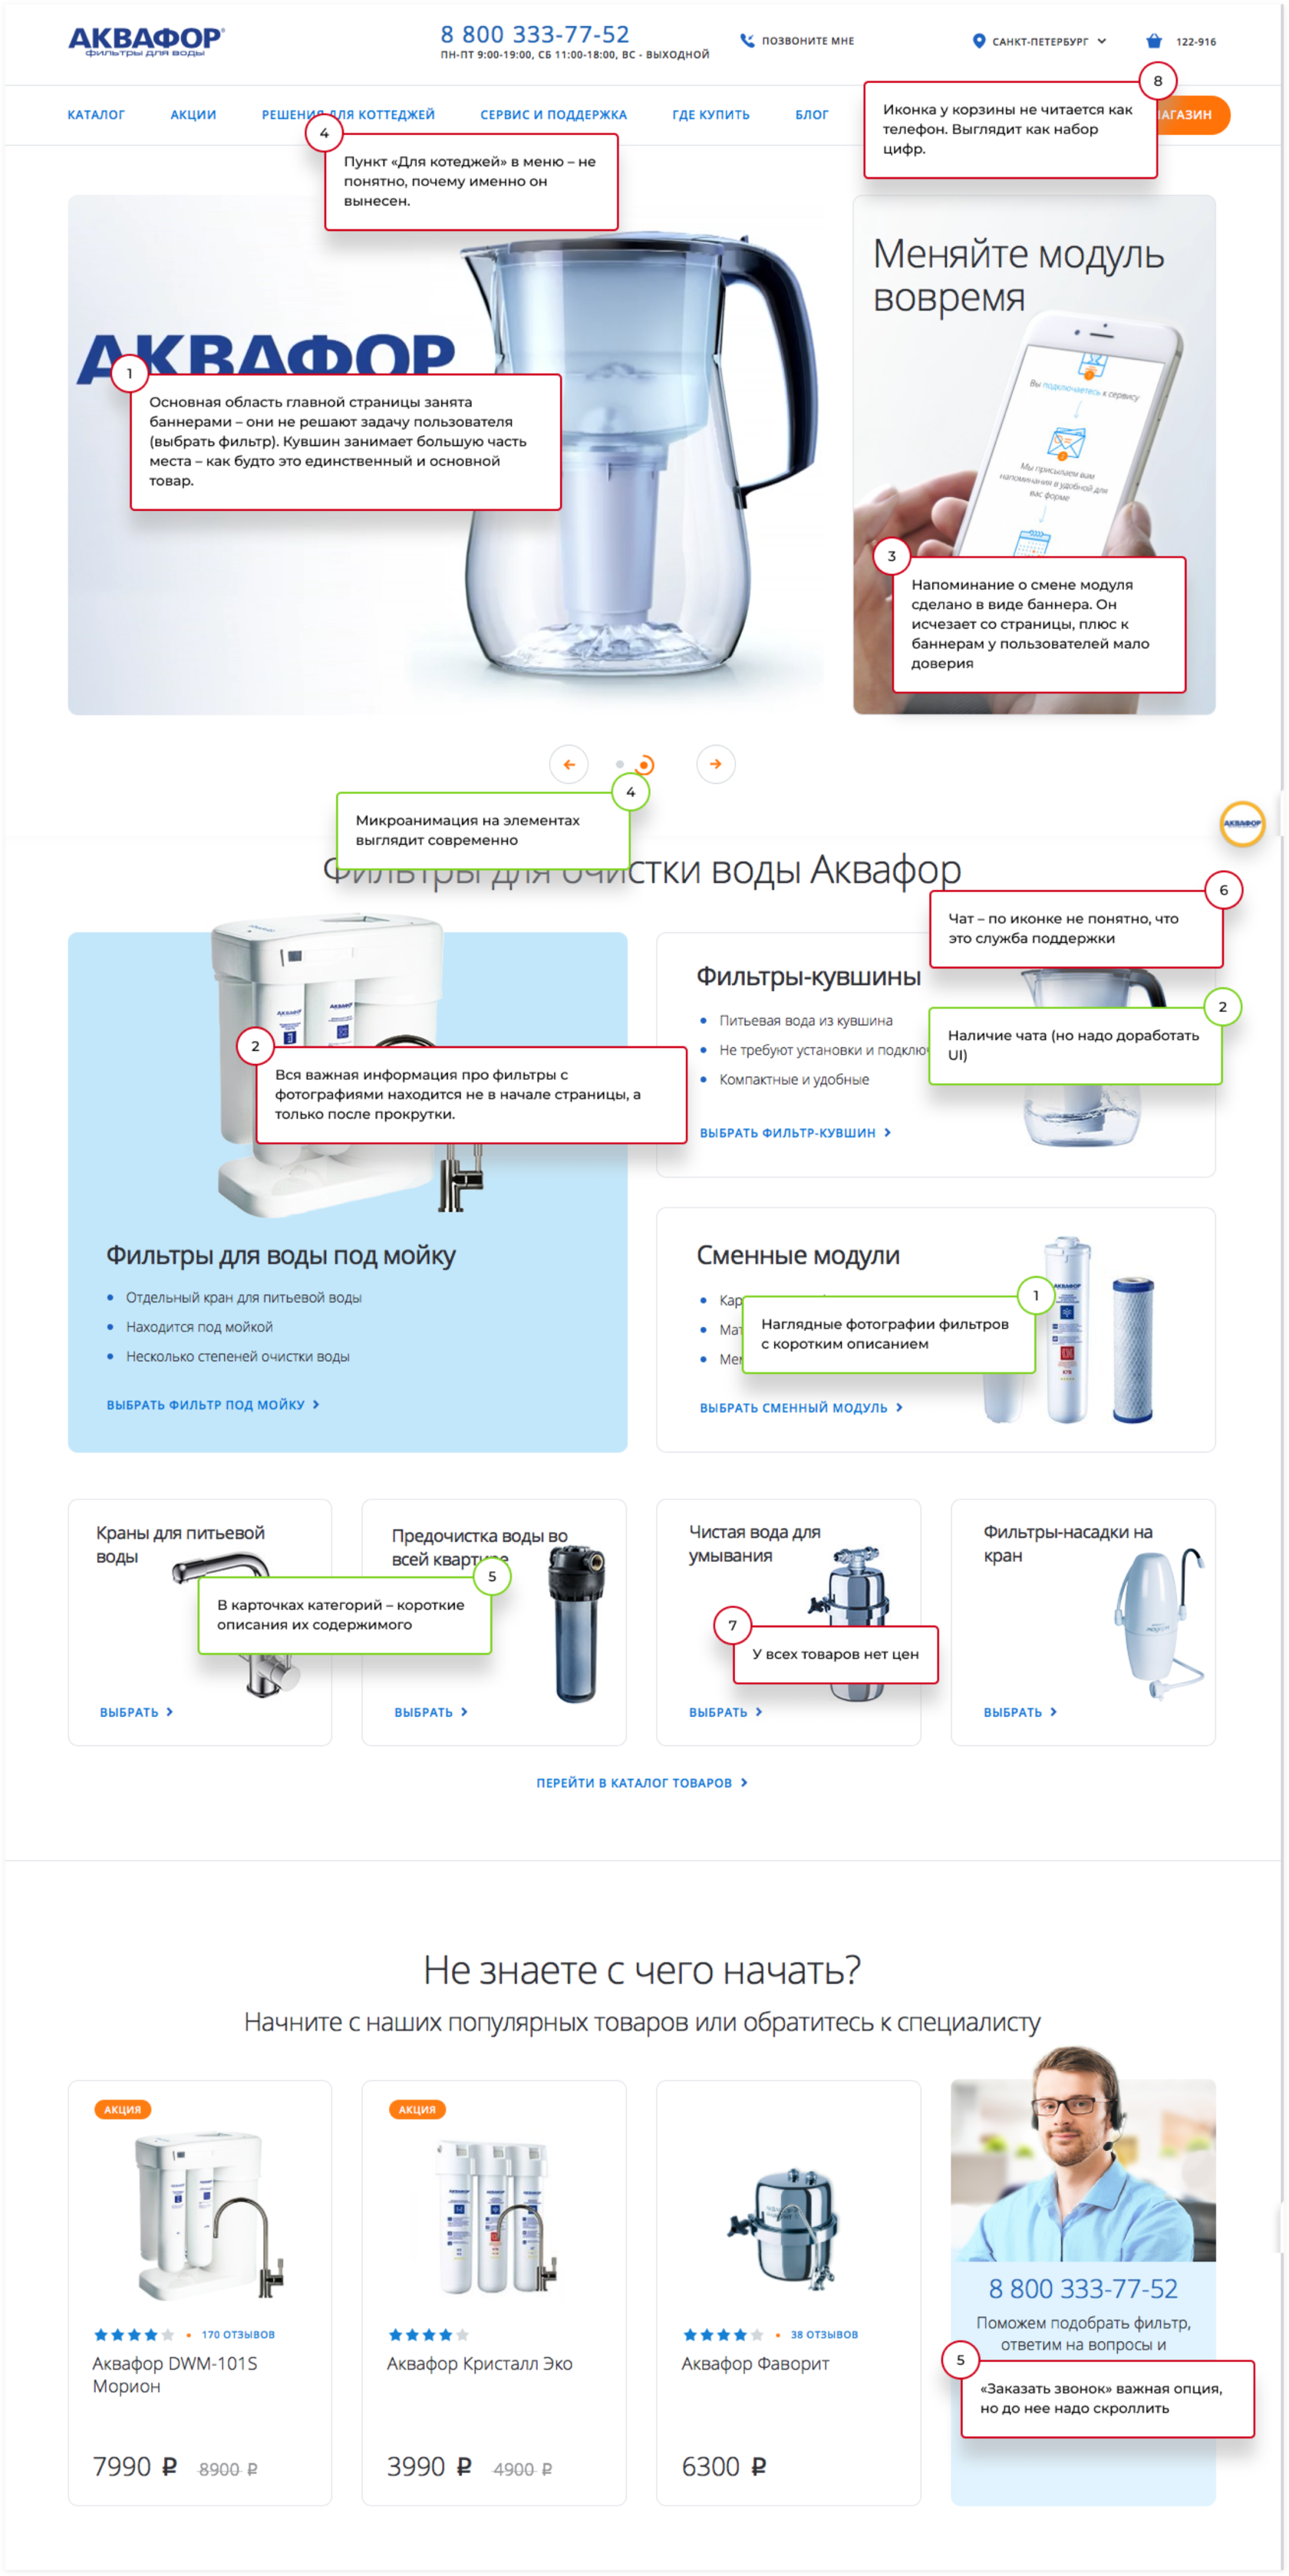 АКВАФОР
фильтры для воды
8 800 333-77-52
ПН-ПТ 9:00-19:00, СБ 11:00-18:00, ВС - ВЫХОДНОЙ
ПОЗВОНИТЕ МНЕ
САНКТ-ПЕТЕРБУРГ
122-916
КАТАЛОГ
АКЦИИ
РЕШЕНИЯ ДЛЯ КОТТЕДЖЕЙ
СЕРВИС И ПОДДЕРЖКА
ГДЕ КУПИТЬ
БЛОГ
АГАЗИН
8
Иконка у корзины не читается как
телефон. Выглядит как набор
цифр.
4
Пункт «Для котеджей» в меню – не
понятно, почему именно он
вынесен.
АКВАФОР
1
Основная область главной страницы занята
баннерами – они не решают задачу пользователя
(выбрать фильтр). Кувшин занимает большую часть
места – как будто это единственный и основной
товар.
Меняйте модуль
вовремя
Вы подключаетесь к сервису
Мы присылаем вам
напоминания в удобной для
вас форме
3
Напоминание о смене модуля
сделано в виде баннера. Он
исчезает со страницы, плюс к
баннерам у пользователей мало
доверия
4
Микроанимация на элементах
выглядит современно
АКВАФОР
Фильтры для очистки воды Аквафор
6
Чат – по иконке не понятно, что
это служба поддержки
2
Наличие чата (но надо доработать
UI)
Фильтры-кувшины
Питьевая вода из кувшина
Не требуют установки и подклю
Компактные и удобные
ВЫБРАТЬ ФИЛЬТР-КУВШИН
АКВАФОР
АКВАФОР
2
Вся важная информация про фильтры с
фотографиями находится не в начале страницы, а
только после прокрутки.
Фильтры для воды под мойку
Отдельный кран для питьевой воды
Находится под мойкой
Несколько степеней очистки воды
ВЫБРАТЬ ФИЛЬТР ПОД МОЙКУ
Сменные модули
Кар
Мат
Ме
АКВАФОР
1
Наглядные фотографии фильтров
с коротким описанием
ВЫБРАТЬ СМЕННЫЙ МОДУЛЬ
Краны для питьевой
воды
ВЫБРАТЬ
Предочистка воды во
всей квартире
ВЫБРАТЬ
5
В карточках категорий – короткие
описания их содержимого
Чистая вода для
умывания
ВЫБРАТЬ
7
У всех товаров нет цен
Фильтры-насадки на
кран
ВЫБРАТЬ
ПЕРЕЙТИ В КАТАЛОГ ТОВАРОВ
Не знаете с чего начать?
Начните с наших популярных товаров или обратитесь к специалисту
АКЦИЯ
170 ОТЗЫВОВ
Аквафор DWM-101S
Морион
7990 ₽
8900 ₽
АКЦИЯ
АКВАФОР
АКВАФОР
АКВАФОР
Аквафор Кристалл Эко
3990 ₽
4900 ₽
38 ОТЗЫВОВ
Аквафор Фаворит
6300 ₽
8 800 333-77-52
Поможем подобрать фильтр,
ответим на вопросы и
5
«Заказать звонок» важная опция,
но до нее надо скроллить